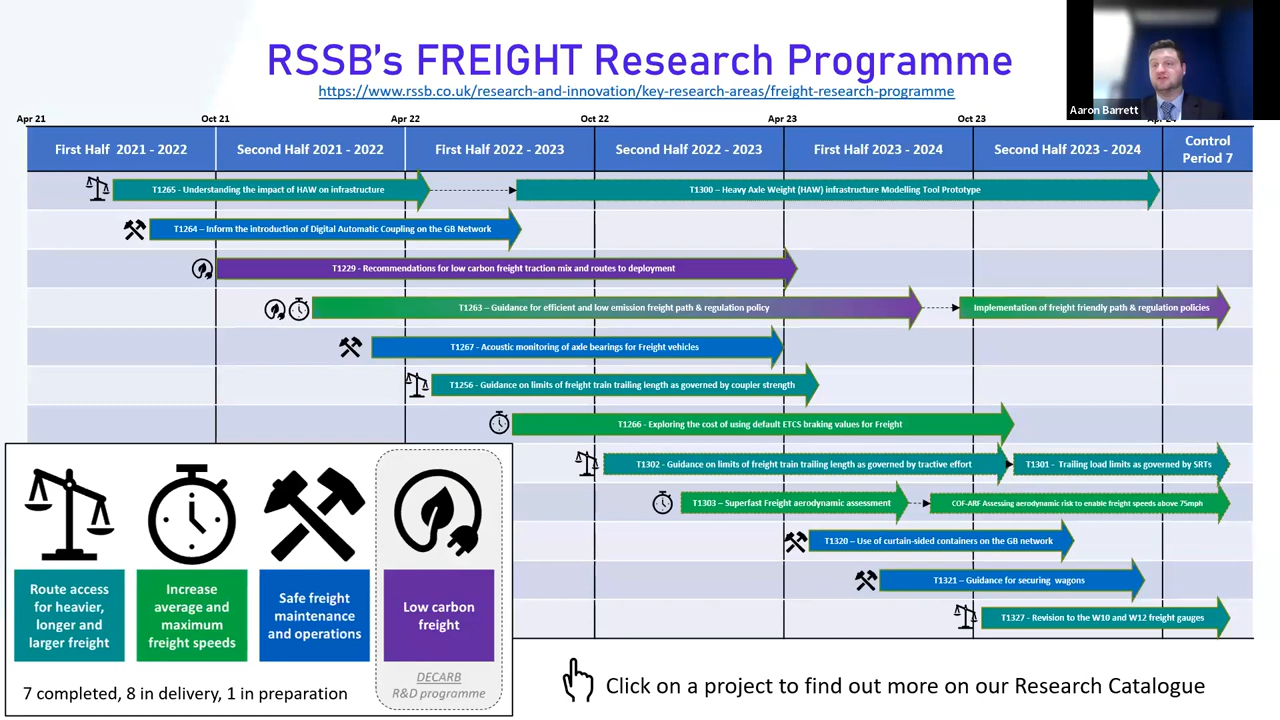 RSSB's FREIGHT Research Programme
https://www.rssb.co.uk/research-and-innovation/key-research-areas/freight-research-programme
Aaron Barrett
Apr 21
Oct 21
Apr 22
Oct 22
Apr 23
Oct 23
Apr 24
First Half 2021 - 2022
Second Half 2021 - 2022
First Half 2022 - 2023
Second Half 2022 - 2023
First Half 2023 - 2024
Second Half 2023 - 2024
Control
Period 7
T1265 - Understanding the impact of HAW on infrastructure
T1300 – Heavy Axle Weight (HAW) infrastructure Modelling Tool Prototype
T1264 – Inform the introduction of Digital Automatic Coupling on the GB Network
T1229 - Recommendations for low carbon freight traction mix and routes to deployment
T1263 – Guidance for efficient and low emission freight path & regulation policy
Implementation of freight friendly path & regulation policies
T1267 - Acoustic monitoring of axle bearings for Freight vehicles
T1256 - Guidance on limits of freight train trailing length as governed by coupler strength
T1266 - Exploring the cost of using default ETCS braking values for Freight
T1302 - Guidance on limits of freight train trailing length as governed by tractive effort
T1301 - Trailing load limits as governed by SRTs
T1303 – Superfast Freight aerodynamic assessment
COF-ARF Assessing aerodynamic risk to enable freight speeds above 75mph
T1320 – Use of curtain-sided containers on the GB network
T1321 – Guidance for securing wagons
T1327 - Revision to the W10 and W12 freight gauges
Route access
for heavier,
longer and
larger freight
Increase
average and
maximum
freight speeds
Safe freight
maintenance
and operations
Low carbon
freight
DECARB
R&D programme
7 completed, 8 in delivery, 1 in preparation
Click on a project to find out more on our Research Catalogue